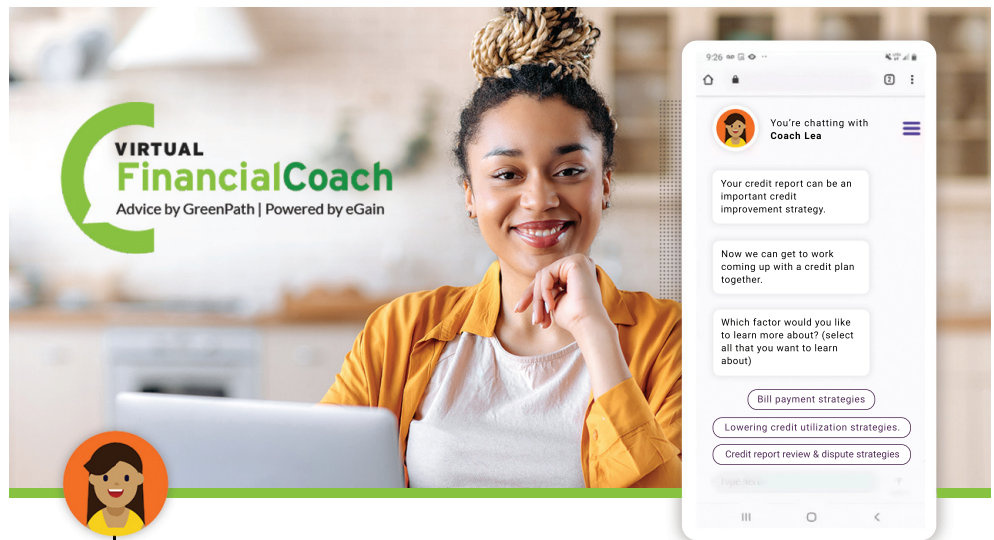 VIRTUAL
FinancialCoach
Advice by GreenPath | Powered by eGain
9:26
2
You're chatting with
Coach Lea
Your credit report can be an
important credit
improvement strategy.
Now we can get to work
coming up with a credit plan
together.
Which factor would you like
to learn more about? (select
all that you want to learn
about)
Bill payment strategies
Lowering credit utilization strategies.
Credit report review & dispute strategies